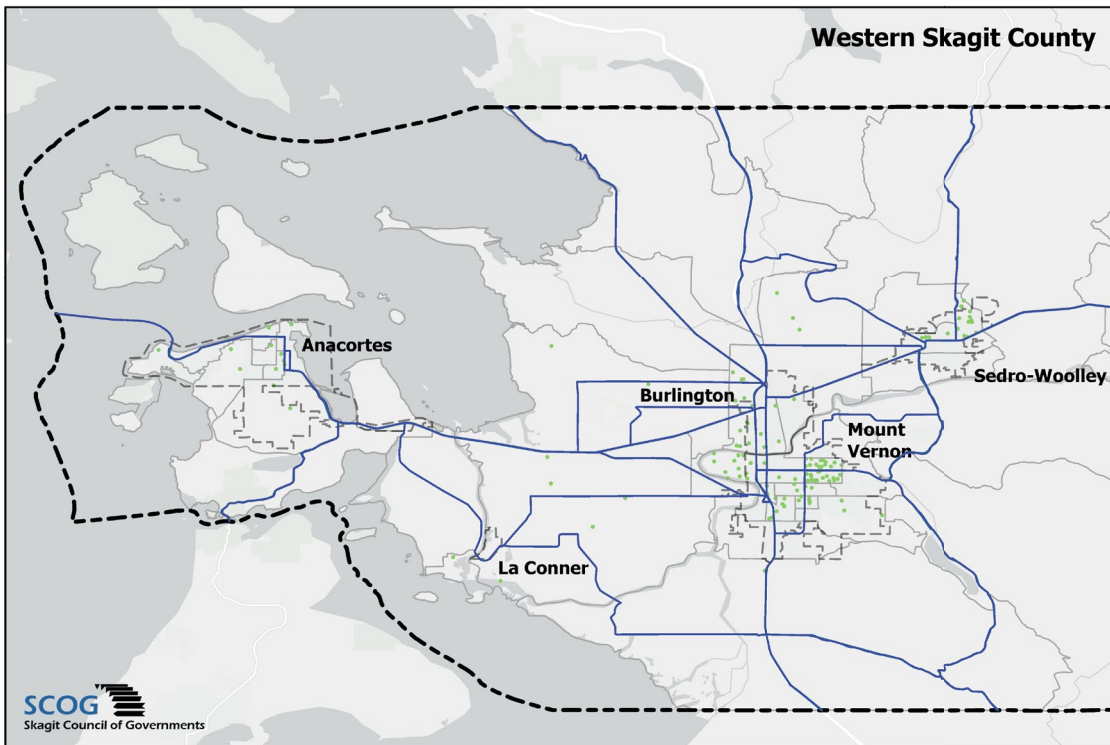 Western Skagit County
Anacortes
Burlington
Sedro-Woolley
Mount
Vernon
La Conner
SCOG
Skagit Council of Governments